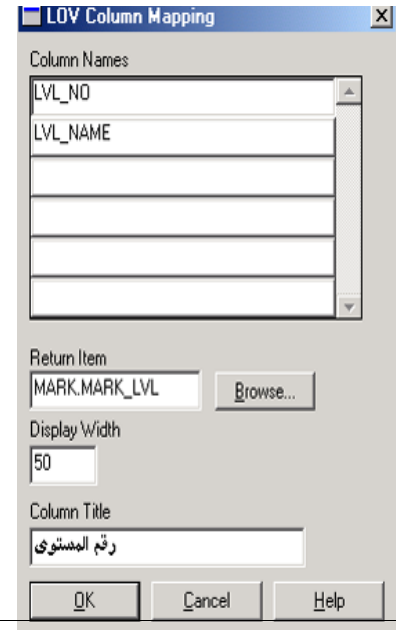 LOV Column Mapping
Column Names
LVL_NO
LVL_NAME
Return Item
MARK.MARK_LVL
Browse...
Display Width
50
Column Title
رقم المستوى
OK Cancel Help